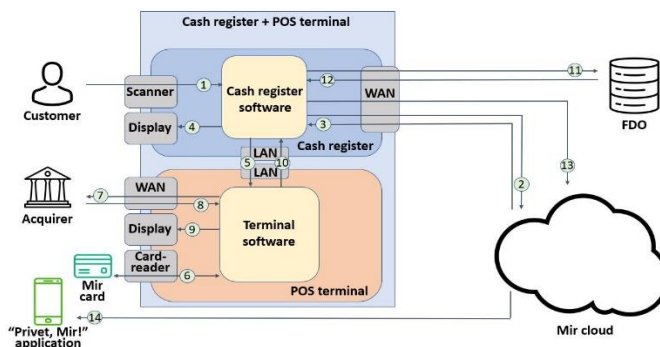 Cash register + POS terminal
Scanner
1
Cash register
software
12
11
WAN
Customer
FDO
Display
4
3
Cash register
LAN
5
10
LAN
13
2
WAN
7
8
Acquirer
Display
9
Terminal
software
Card-
reader
6
Mir
card
POS terminal
14
"Privet, Mir!"
application
Mir cloud